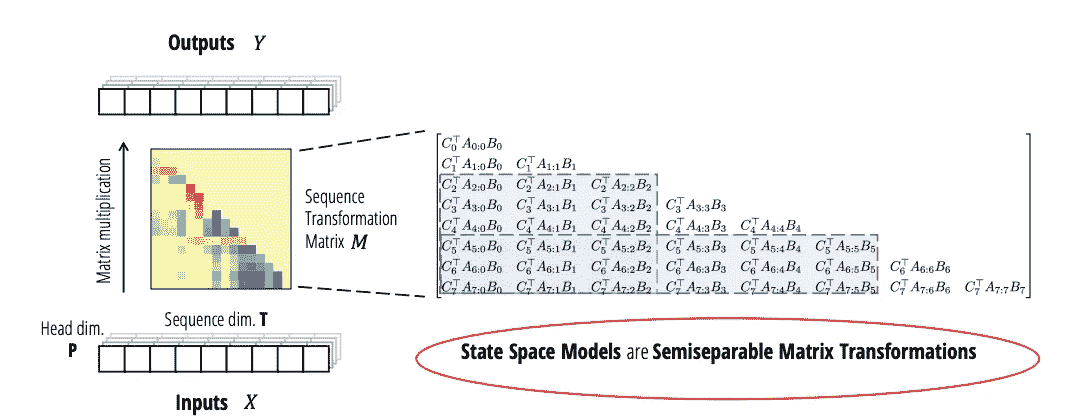 Outputs Y
Matrix multiplication
Sequence
Transformation
Matrix M
C_0^⊤ A_{0:0} B_0
C_1^⊤ A_{1:0} B_0 C_1^⊤ A_{1:1} B_1
C_2^⊤ A_{2:0} B_0 C_2^⊤ A_{2:1} B_1 C_2^⊤ A_{2:2} B_2
C_3^⊤ A_{3:0} B_0 C_3^⊤ A_{3:1} B_1 C_3^⊤ A_{3:2} B_2 C_3^⊤ A_{3:3} B_3
C_4^⊤ A_{4:0} B_0 C_4^⊤ A_{4:1} B_1 C_4^⊤ A_{4:2} B_2 C_4^⊤ A_{4:3} B_3 C_4^⊤ A_{4:4} B_4
C_5^⊤ A_{5:0} B_0 C_5^⊤ A_{5:1} B_1 C_5^⊤ A_{5:2} B_2 C_5^⊤ A_{5:3} B_3 C_5^⊤ A_{5:4} B_4 C_5^⊤ A_{5:5} B_5
C_6^⊤ A_{6:0} B_0 C_6^⊤ A_{6:1} B_1 C_6^⊤ A_{6:2} B_2 C_6^⊤ A_{6:3} B_3 C_6^⊤ A_{6:4} B_4 C_6^⊤ A_{6:5} B_5 C_6^⊤ A_{6:6} B_6
C_7^⊤ A_{7:0} B_0 C_7^⊤ A_{7:1} B_1 C_7^⊤ A_{7:2} B_2 C_7^⊤ A_{7:3} B_3 C_7^⊤ A_{7:4} B_4 C_7^⊤ A_{7:5} B_5 C_7^⊤ A_{7:6} B_6 C_7^⊤ A_{7:7} B_7
Sequence dim. T
Head dim.
P
Inputs X
State Space Models are Semiseparable Matrix Transformations